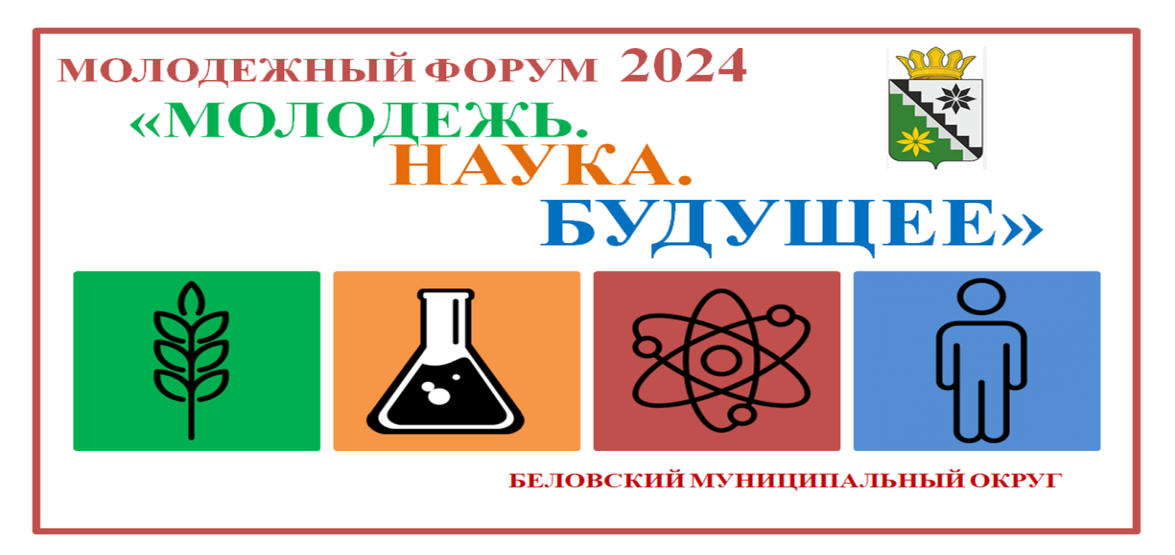 МОЛОДЕЖНЫЙ ФОРУМ 2024
«МОЛОДЕЖЬ.
НАУКА.
БУДУЩЕЕ»
БЕЛОВСКИЙ МУНИЦИПАЛЬНЫЙ ОКРУГ